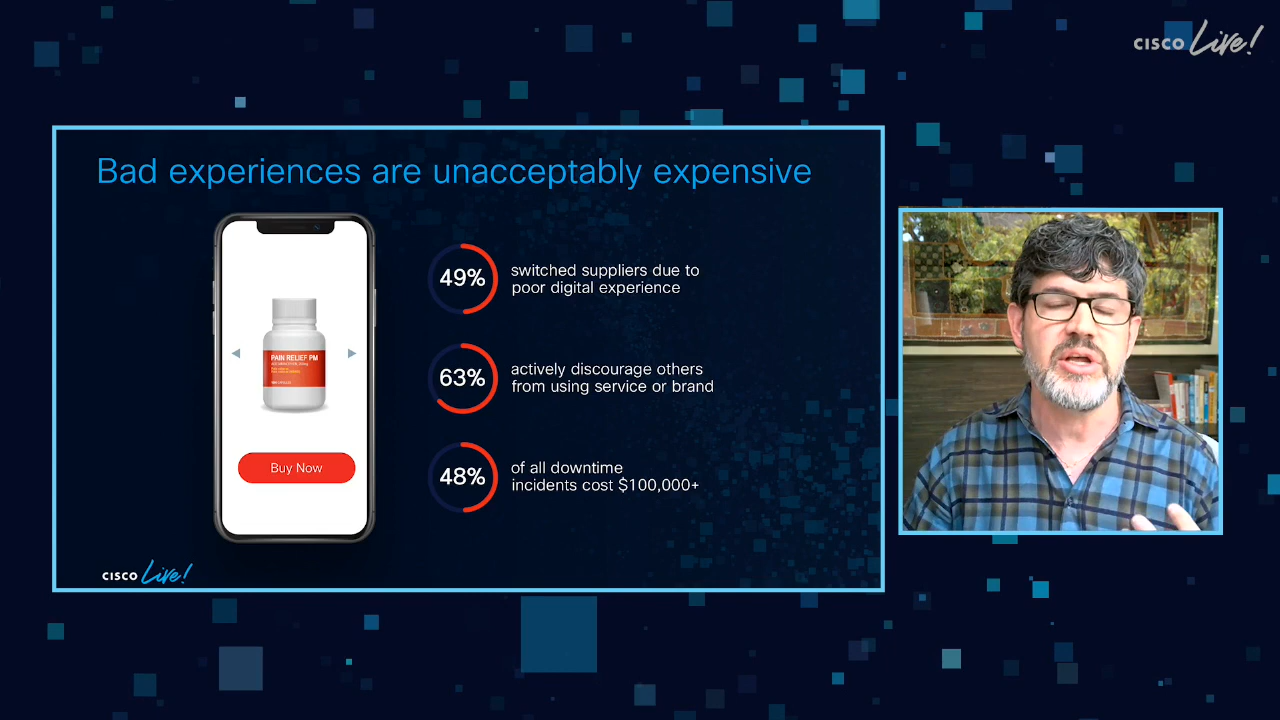 CISCO Live!
Bad experiences are unacceptably expensive
PAIN RELIEF PM
Buy Now
49%
switched suppliers due to
poor digital experience
63%
actively discourage others
from using service or brand
48%
of all downtime
incidents cost $100,000+
CISCO Live!